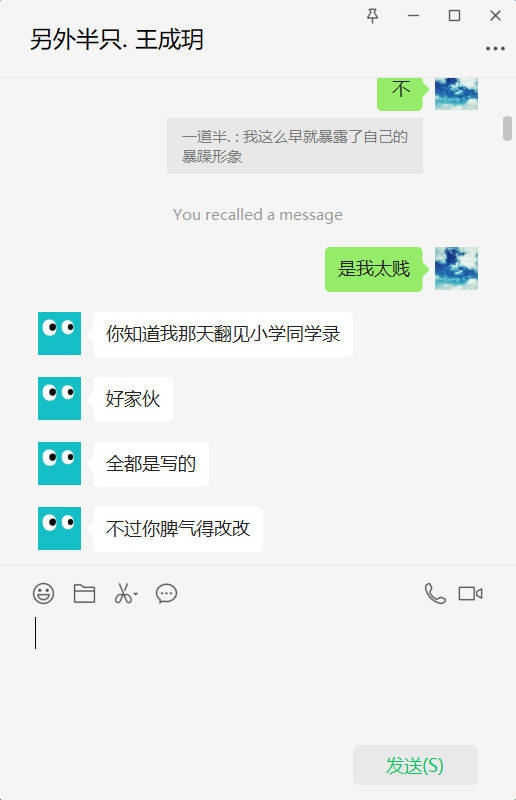 另外半只. 王成玥
不
一道半. : 我这么早就暴露了自己的
暴躁形象
You recalled a message
是我太贱
你知道我那天翻见小学同学录
好家伙
全都是写的
不过你脾气得改改
发送(S)